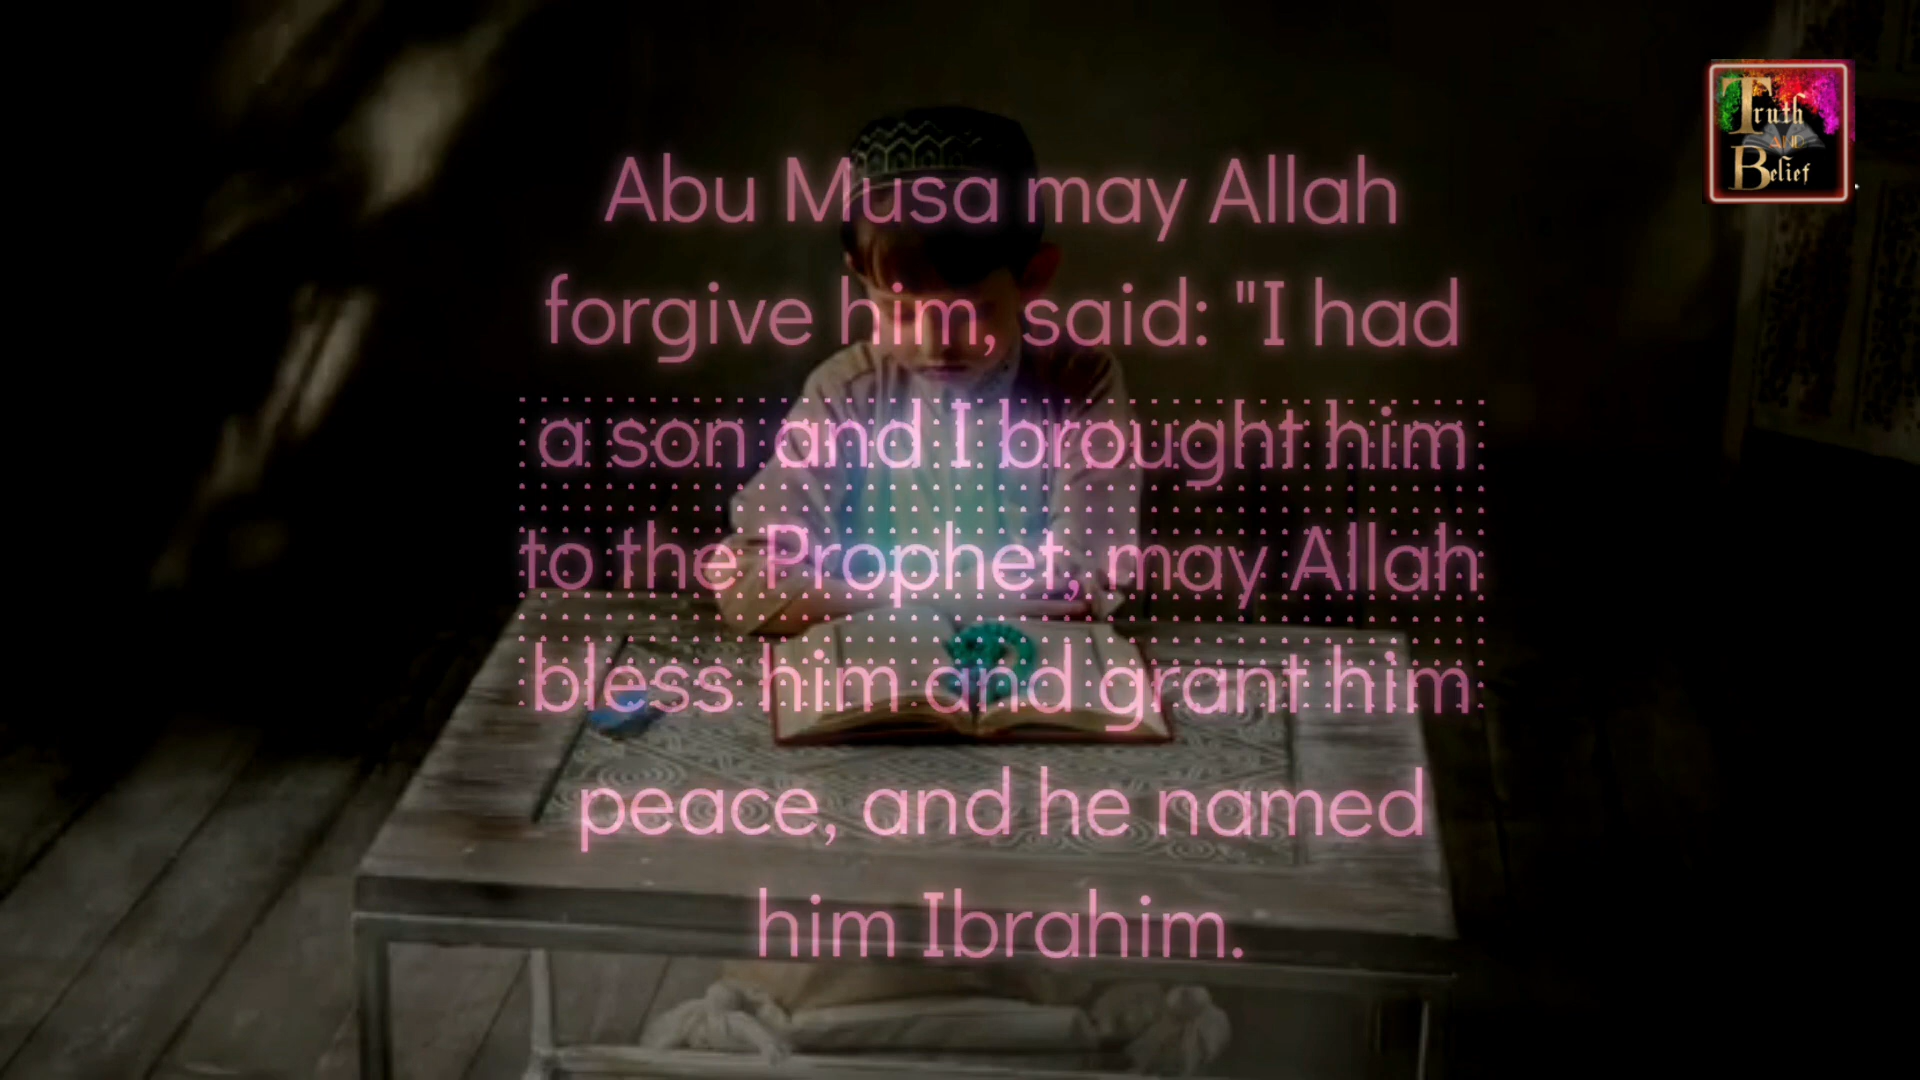 Abu Musa may Allah
forgive him, said: "I had
a son and I brought him
to the Prophet, may Allah
bless him and grant him
peace, and he named
him Ibrahim.
Truth
AND
Belief